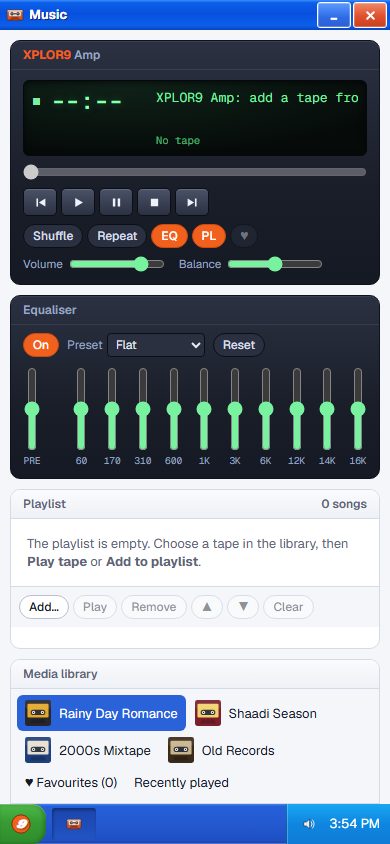 Music
XPLOR9 Amp
--:--
XPLOR9 Amp: add a tape fro
No tape
Shuffle Repeat EQ PL ♥
Volume Balance
Equaliser
On Preset Flat Reset
PRE 60 170 310 600 1K 3K 6K 12K 14K 16K
Playlist 0 songs
The playlist is empty. Choose a tape in the library, then
Play tape or Add to playlist.
Add... Play Remove ▲ ▼ Clear
Media library
Rainy Day Romance Shaadi Season
2000s Mixtape Old Records
♥ Favourites (0) Recently played
3:54 PM